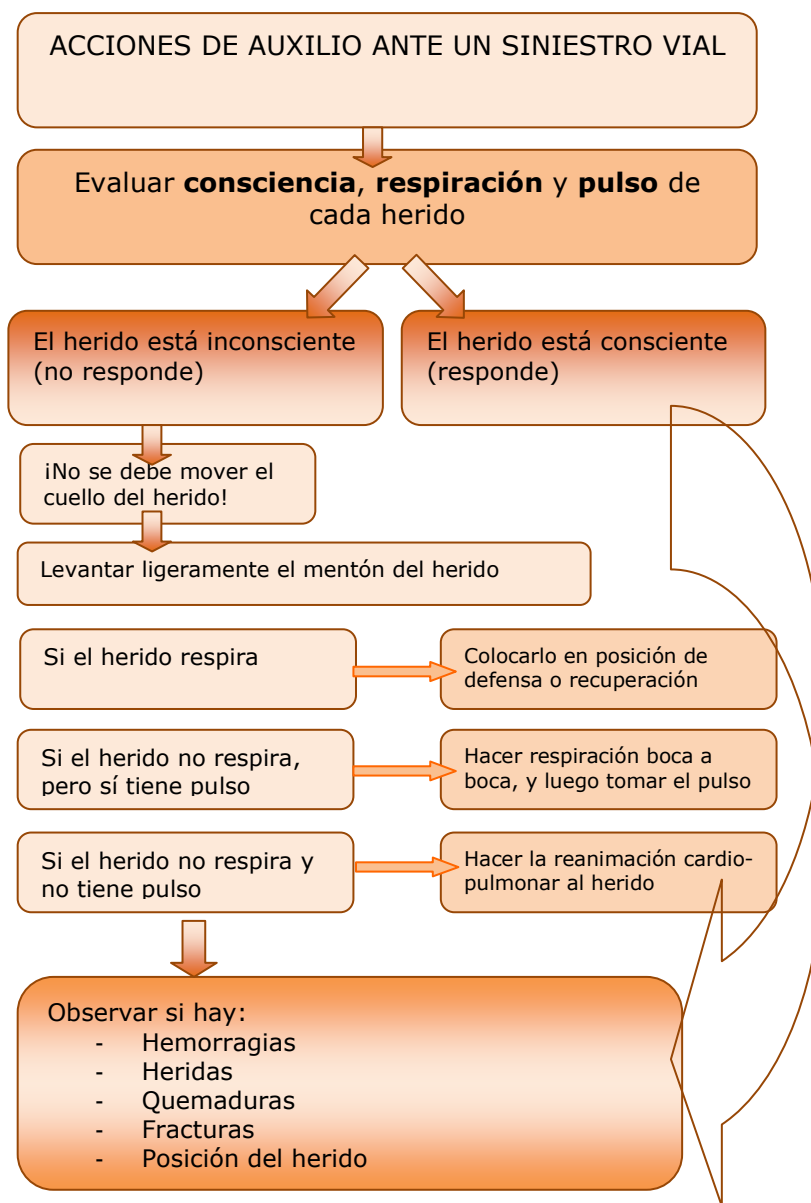 ACCIONES DE AUXILIO ANTE UN SINIESTRO VIAL
Evaluar consciencia, respiración y pulso de
cada herido
El herido está inconsciente
(no responde)
El herido está consciente
(responde)
¡No se debe mover el
cuello del herido!
Levantar ligeramente el mentón del herido
Si el herido respira
Colocarlo en posición de
defensa o recuperación
Si el herido no respira,
pero sí tiene pulso
Hacer respiración boca a
boca, y luego tomar el pulso
Si el herido no respira y
no tiene pulso
Hacer la reanimación cardio-
pulmonar al herido
Observar si hay:
- Hemorragias
- Heridas
- Quemaduras
- Fracturas
- Posición del herido